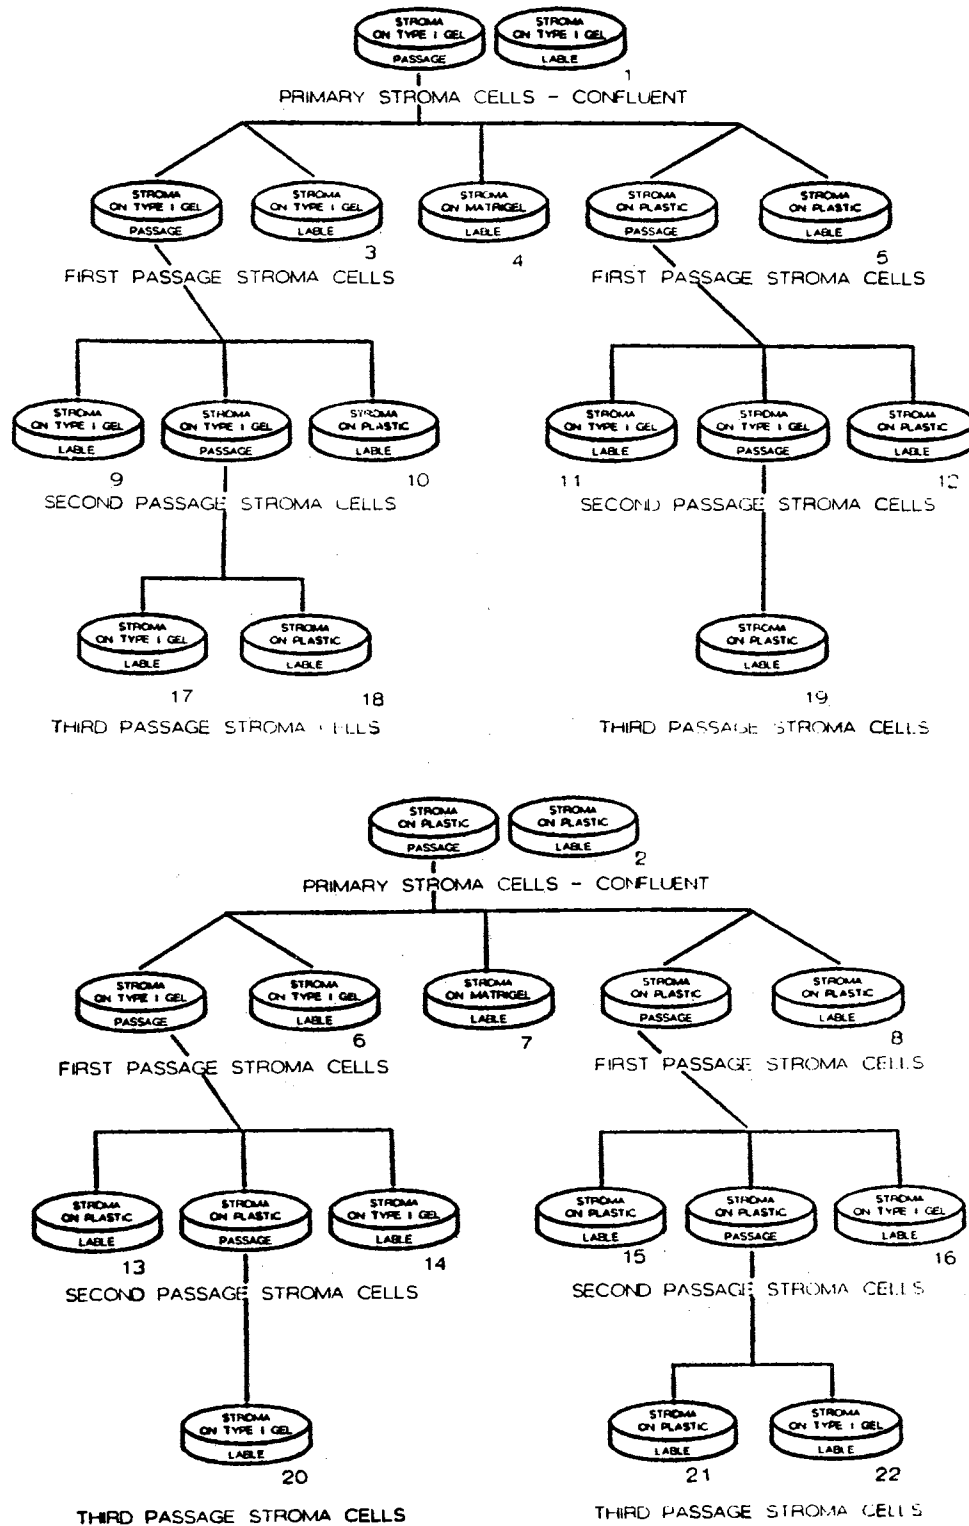 STROMA STROMA
ON TYPE I GEL ON TYPE I GEL
PASSAGE LABLE
1
PRIMARY STROMA CELLS - CONFLUENT
STROMA STROMA STROMA STROMA STROMA
ON TYPE I GEL ON TYPE I GEL ON MATRIGEL ON PLASTIC ON PLASTIC
PASSAGE LABLE LABLE PASSAGE LABLE
3 4 5
FIRST PASSAGE STROMA CELLS FIRST PASSAGE STROMA CELLS
STROMA STROMA STROMA STROMA STROMA STROMA
ON TYPE I GEL ON TYPE I GEL ON PLASTIC ON TYPE I GEL ON TYPE I GEL ON PLASTIC
LABLE PASSAGE LABLE LABLE PASSAGE LABLE
9 10 11 12
SECOND PASSAGE STROMA CELLS SECOND PASSAGE STROMA CELLS
STROMA STROMA STROMA
ON TYPE I GEL ON PLASTIC ON PLASTIC
LABLE LABLE LABLE
17 18 19
THIRD PASSAGE STROMA CELLS THIRD PASSAGE STROMA CELLS
STROMA STROMA
ON PLASTIC ON PLASTIC
PASSAGE LABLE
2
PRIMARY STROMA CELLS - CONFLUENT
STROMA STROMA STROMA STROMA STROMA
ON TYPE I GEL ON TYPE I GEL ON MATRIGEL ON PLASTIC ON PLASTIC
PASSAGE LABLE LABLE PASSAGE LABLE
6 7 8
FIRST PASSAGE STROMA CELLS FIRST PASSAGE STROMA CELLS
STROMA STROMA STROMA STROMA STROMA STROMA
ON PLASTIC ON PLASTIC ON TYPE I GEL ON PLASTIC ON PLASTIC ON TYPE I GEL
LABLE PASSAGE LABLE LABLE PASSAGE LABLE
13 14 15 16
SECOND PASSAGE STROMA CELLS SECOND PASSAGE STROMA CELLS
STROMA STROMA STROMA
ON TYPE I GEL ON PLASTIC ON TYPE I GEL
LABLE LABLE LABLE
20 21 22
THIRD PASSAGE STROMA CELLS THIRD PASSAGE STROMA CELLS